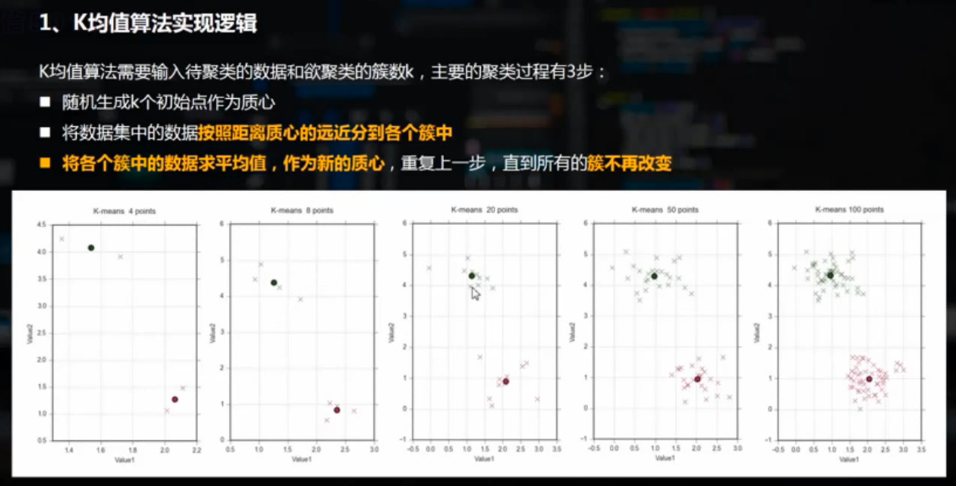 1、K均值算法实现逻辑
K均值算法需要输入待聚类的数据和欲聚类的簇数k，主要的聚类过程有3步：
■ 随机生成k个初始点作为质心
■ 将数据集中的数据按照距离质心的远近分到各个簇中
■ 将各个簇中的数据求平均值，作为新的质心，重复上一步，直到所有的簇不再改变
K-means 4 points
K-means 8 points
K-means 20 points
K-means 50 points
K-means 100 points
4.5
4.0
3.5
3.0
2.5
2.0
1.5
1.0
0.5
Value2
1.4 1.6 1.8 2.0 2.2
Value1
6
5
4
3
2
1
0
Value2
0.5 1.0 1.5 2.0 2.5 3.0
Value1
6
5
4
3
2
1
0
-1
Value2
-0.5 0.0 0.5 1.0 1.5 2.0 2.5 3.0 3.5
Value1
6
5
4
3
2
1
0
-1
Value2
-0.5 0.0 0.5 1.0 1.5 2.0 2.5 3.0
Value1
6
5
4
3
2
1
0
-1
Value2
-0.5 0.0 0.5 1.0 1.5 2.0 2.5 3.0 3.5
Value1